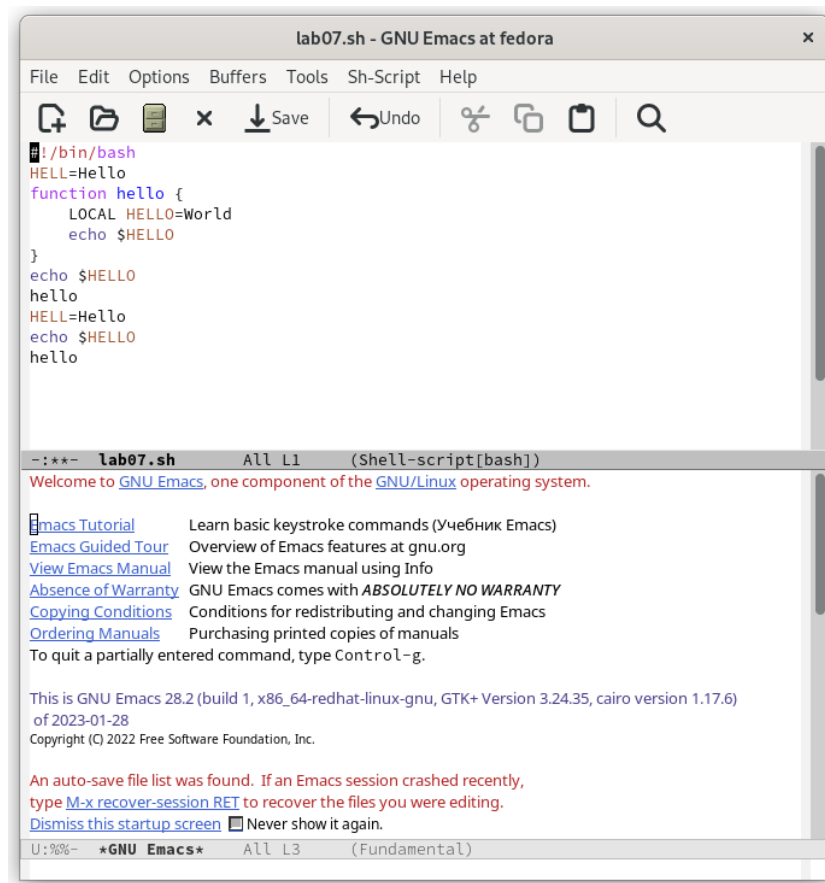 lab07.sh - GNU Emacs at fedora
File Edit Options Buffers Tools Sh-Script Help
Save Undo
#!/bin/bash
HELL=Hello
function hello {
    LOCAL HELLO=World
    echo $HELLO
}
echo $HELLO
hello
HELL=Hello
echo $HELLO
hello
-:**- lab07.sh All L1 (Shell-script[bash])
Welcome to GNU Emacs, one component of the GNU/Linux operating system.
Emacs Tutorial Learn basic keystroke commands (Учебник Emacs)
Emacs Guided Tour Overview of Emacs features at gnu.org
View Emacs Manual View the Emacs manual using Info
Absence of Warranty GNU Emacs comes with ABSOLUTELY NO WARRANTY
Copying Conditions Conditions for redistributing and changing Emacs
Ordering Manuals Purchasing printed copies of manuals
To quit a partially entered command, type Control-g.
This is GNU Emacs 28.2 (build 1, x86_64-redhat-linux-gnu, GTK+ Version 3.24.35, cairo version 1.17.6)
of 2023-01-28
Copyright (C) 2022 Free Software Foundation, Inc.
An auto-save file list was found. If an Emacs session crashed recently,
type M-x recover-session RET to recover the files you were editing.
Dismiss this startup screen Never show it again.
U:%%- *GNU Emacs* All L3 (Fundamental)